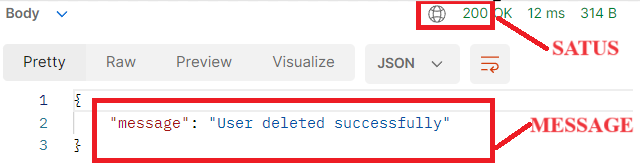 Body 200 OK 12 ms 314 B
SATUS
Pretty Raw Preview Visualize JSON
1 {
2 "message": "User deleted successfully"
MESSAGE
3 }